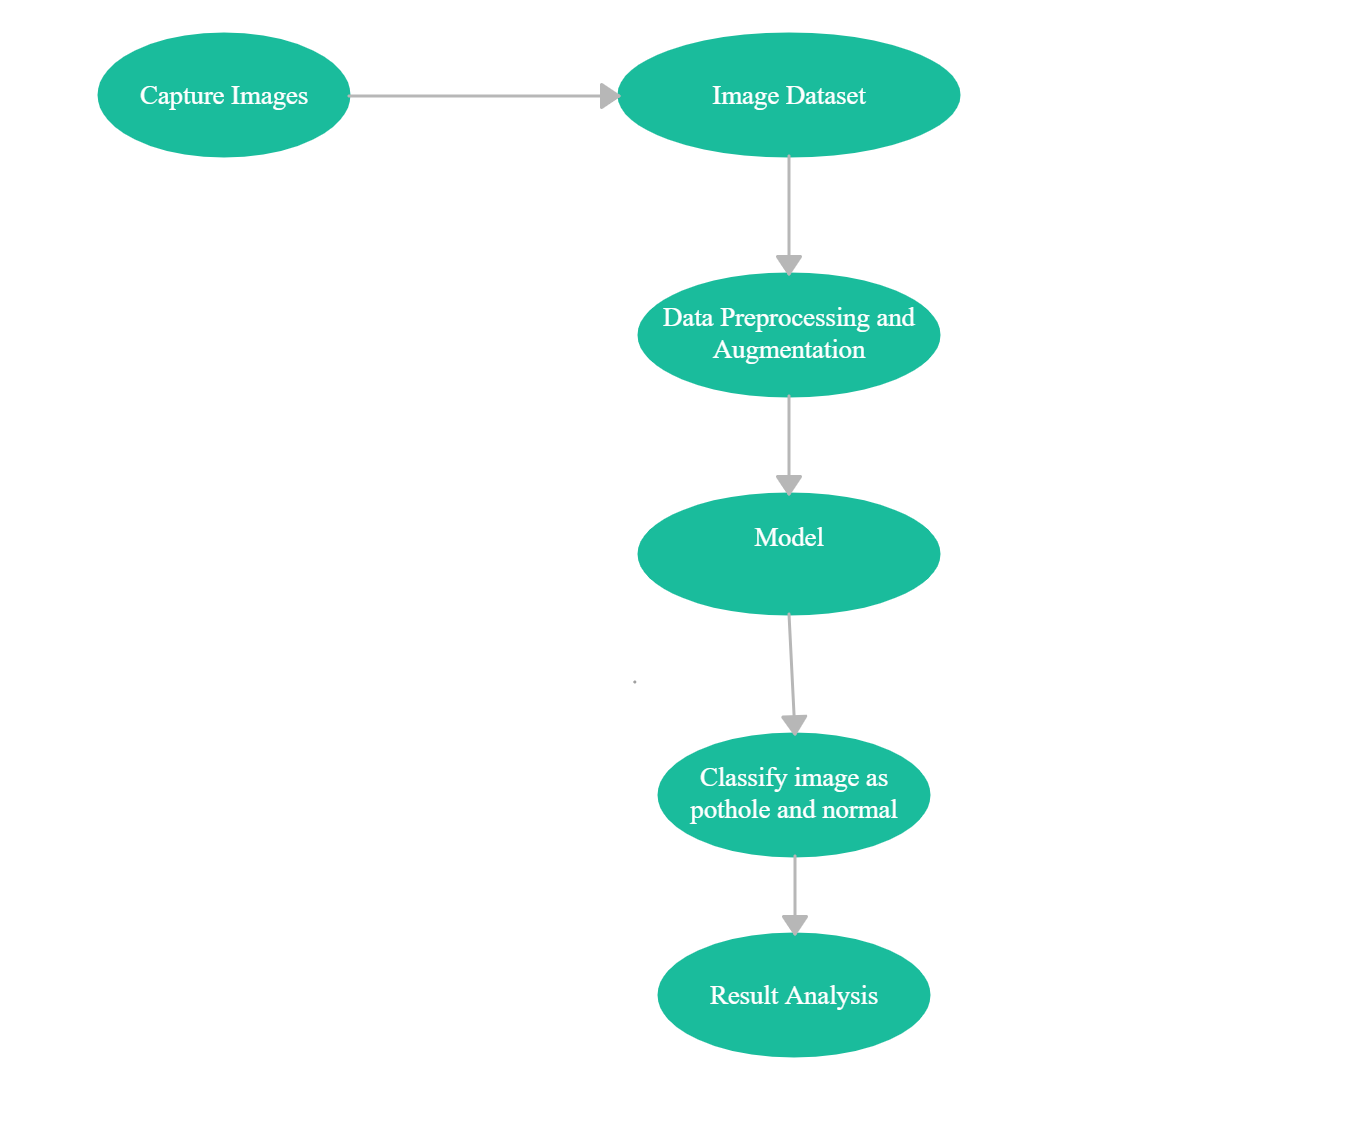 Capture Images
Image Dataset
Data Preprocessing and
Augmentation
Model
Classify image as
pothole and normal
Result Analysis